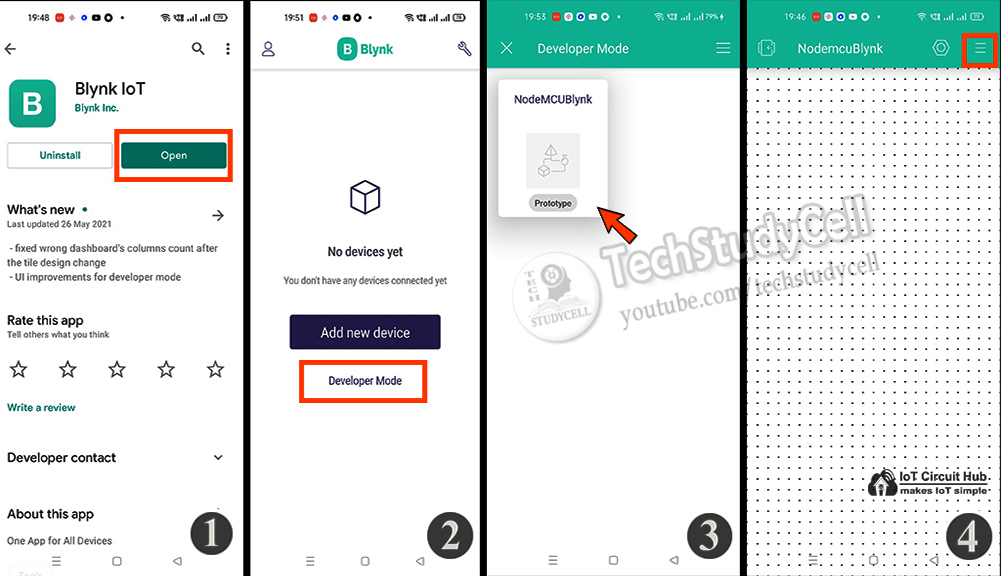 19:48
79
Blynk IoT
Blynk Inc.
Uninstall
Open
What's new
Last updated 26 May 2021
- fixed wrong dashboard's columns count after
the tile design change
- UI improvements for developer mode
Rate this app
Tell others what you think
Write a review
Developer contact
About this app
One App for All Devices
Tools
1
19:51
B Blynk
No devices yet
You don't have any devices connected yet
Add new device
Developer Mode
2
19:53
79%
Developer Mode
NodeMCUBlynk
Prototype
TechStudyCell
youtube.com/techstudycell
TECH
STUDYCELL
3
19:46
NodemcuBlynk
IoT Circuit Hub
makes IoT simple
4